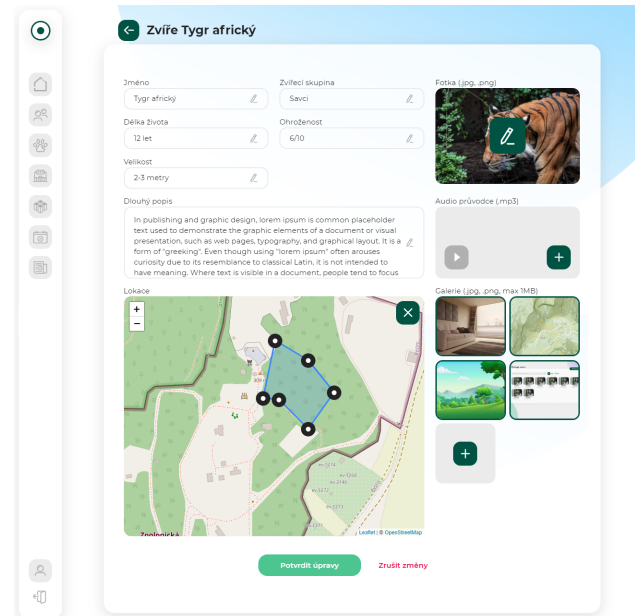 Zvíře Tygr africký
Jméno
Tygr africký
Zvířecí skupina
Savci
Fotka (.jpg, .png)
Délka života
12 let
Ohroženost
6/10
Velikost
2-3 metry
Dlouhý popis
In publishing and graphic design, lorem ipsum is common placeholder
text used to demonstrate the graphic elements of a document or visual
presentation, such as web pages, typography, and graphical layout. It is a
form of "greeking". Even though using "lorem ipsum" often arouses
curiosity due to its resemblance to classical Latin, it is not intended to
have meaning. Where text is visible in a document, people tend to focus
Audio průvodce (.mp3)
Lokace
+
−
Zoologická
Leaflet | © OpenStreetMap
Galerie (.jpg, .png, max 1MB)
Potvrdit úpravy
Zrušit změny